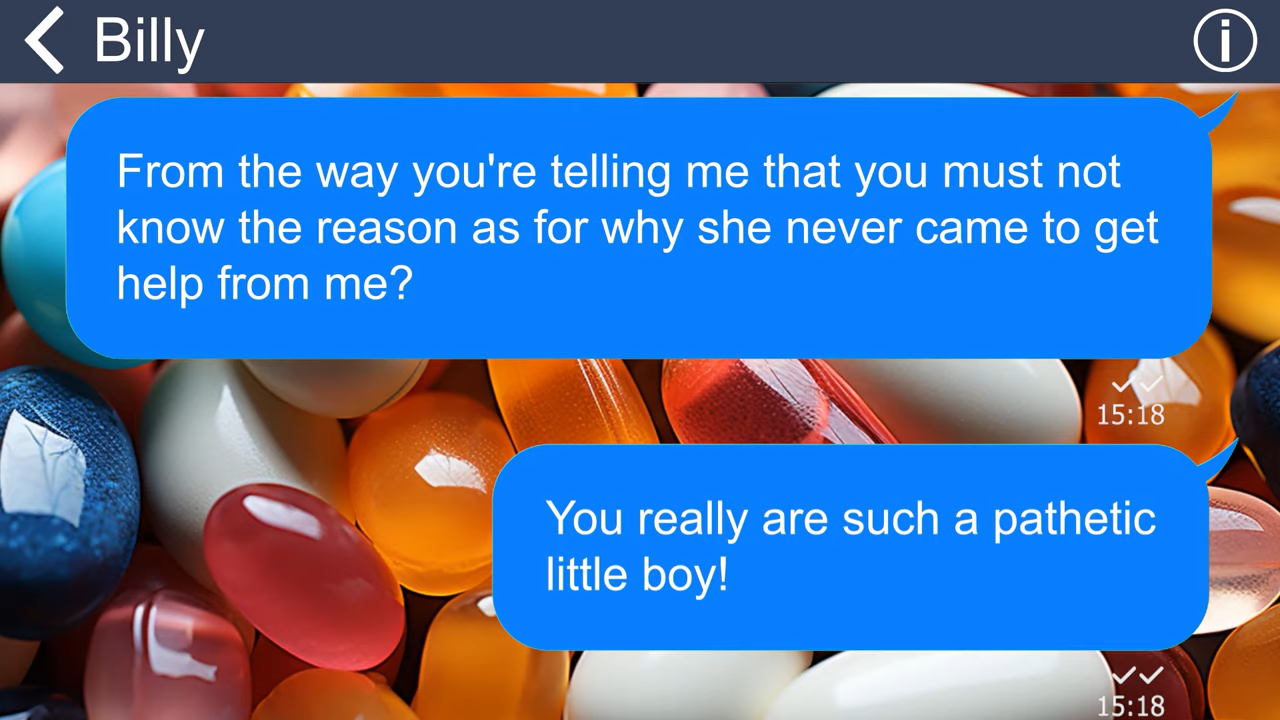 Billy
From the way you're telling me that you must not
know the reason as for why she never came to get
help from me?
15:18
You really are such a pathetic
little boy!
15:18